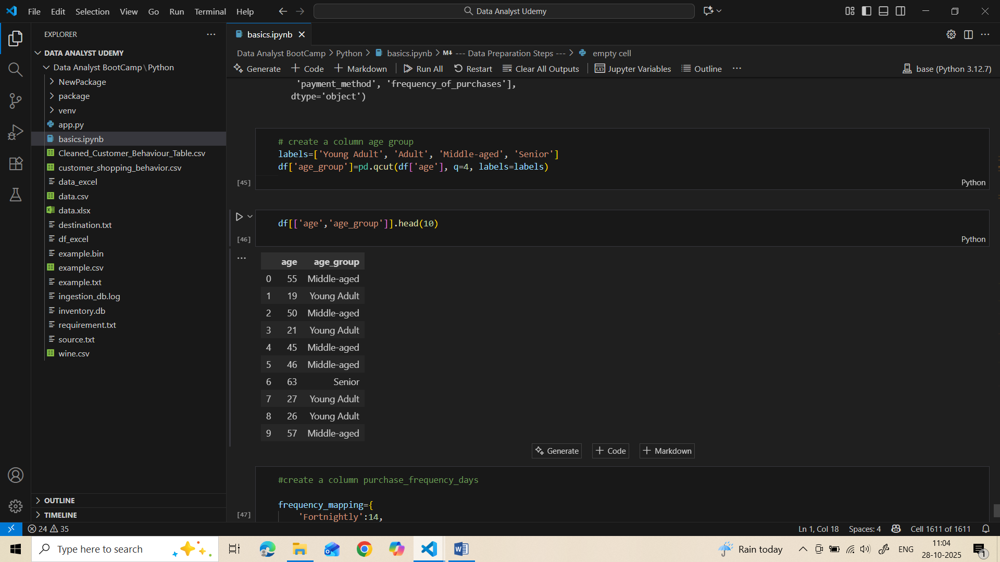 File Edit Selection View Go Run Terminal Help
Data Analyst Udemy
EXPLORER
DATA ANALYST UDEMY
Data Analyst BootCamp\Python
NewPackage
package
venv
app.py
basics.ipynb
Cleaned_Customer_Behaviour_Table.csv
customer_shopping_behavior.csv
data_excel
data.csv
data.xlsx
destination.txt
df_excel
example.bin
example.csv
example.txt
ingestion_db.log
inventory.db
requirement.txt
source.txt
wine.csv
OUTLINE
TIMELINE
basics.ipynb
Data Analyst BootCamp > Python > basics.ipynb > M↓ --- Data Preparation Steps --- > empty cell
Generate + Code + Markdown Run All Restart Clear All Outputs Jupyter Variables Outline ... base (Python 3.12.7)
'payment_method', 'frequency_of_purchases'],
dtype='object')
# create a column age group
labels=['Young Adult', 'Adult', 'Middle-aged', 'Senior']
df['age_group']=pd.qcut(df['age'], q=4, labels=labels)
[45]
Python
df[['age','age_group']].head(10)
[46]
Python
age age_group
0 55 Middle-aged
1 19 Young Adult
2 50 Middle-aged
3 21 Young Adult
4 45 Middle-aged
5 46 Middle-aged
6 63 Senior
7 27 Young Adult
8 26 Young Adult
9 57 Middle-aged
Generate + Code + Markdown
#create a column purchase_frequency_days
frequency_mapping={
'Fortnightly':14,
[47]
24 35
Ln 1, Col 18 Spaces: 4 Cell 1611 of 1611
Type here to search
Rain today
ENG
11:04
28-10-2025
1